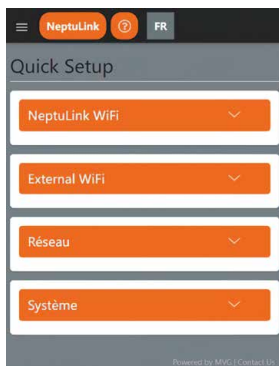 NeptuLink ? FR
Quick Setup
NeptuLink WiFi
External WiFi
Réseau
Système
Powered by MVG | Contact Us